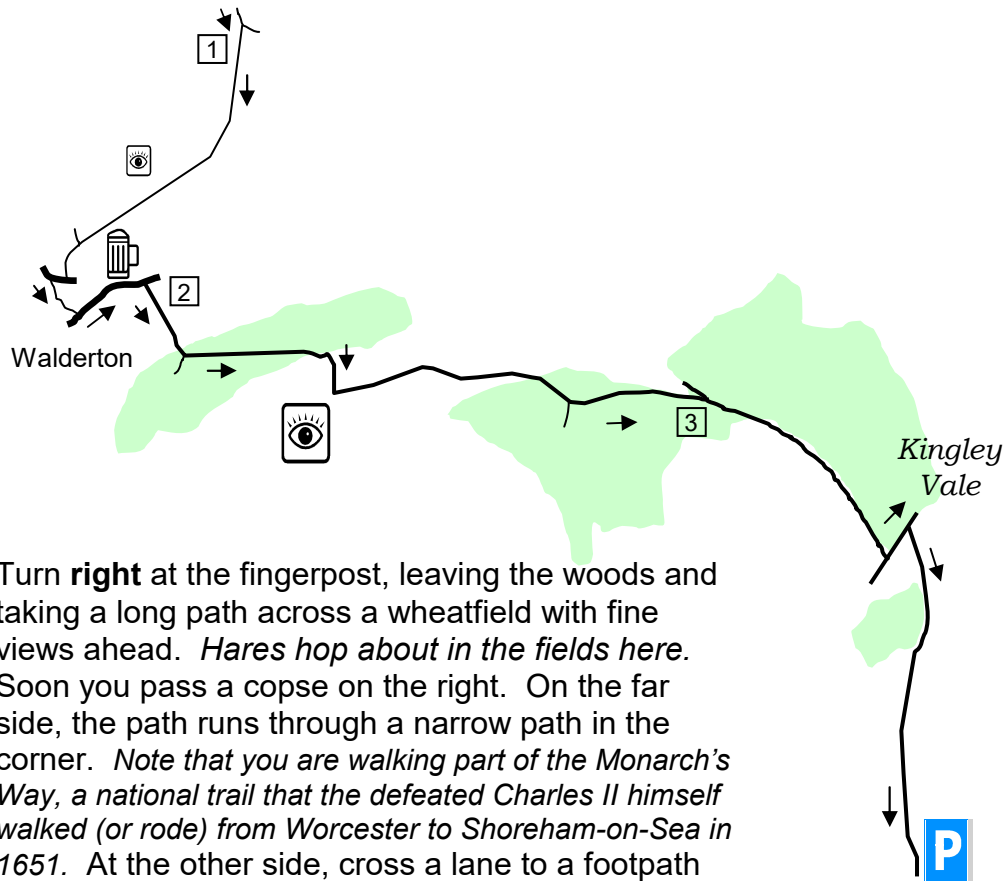 1
2
Walderton
3
Kingley
Vale
Turn right at the fingerpost, leaving the woods and
taking a long path across a wheatfield with fine
views ahead. Hares hop about in the fields here.
Soon you pass a copse on the right. On the far
side, the path runs through a narrow path in the
corner. Note that you are walking part of the Monarch’s
Way, a national trail that the defeated Charles II himself
walked (or rode) from Worcester to Shoreham-on-Sea in
1651. At the other side, cross a lane to a footpath
P